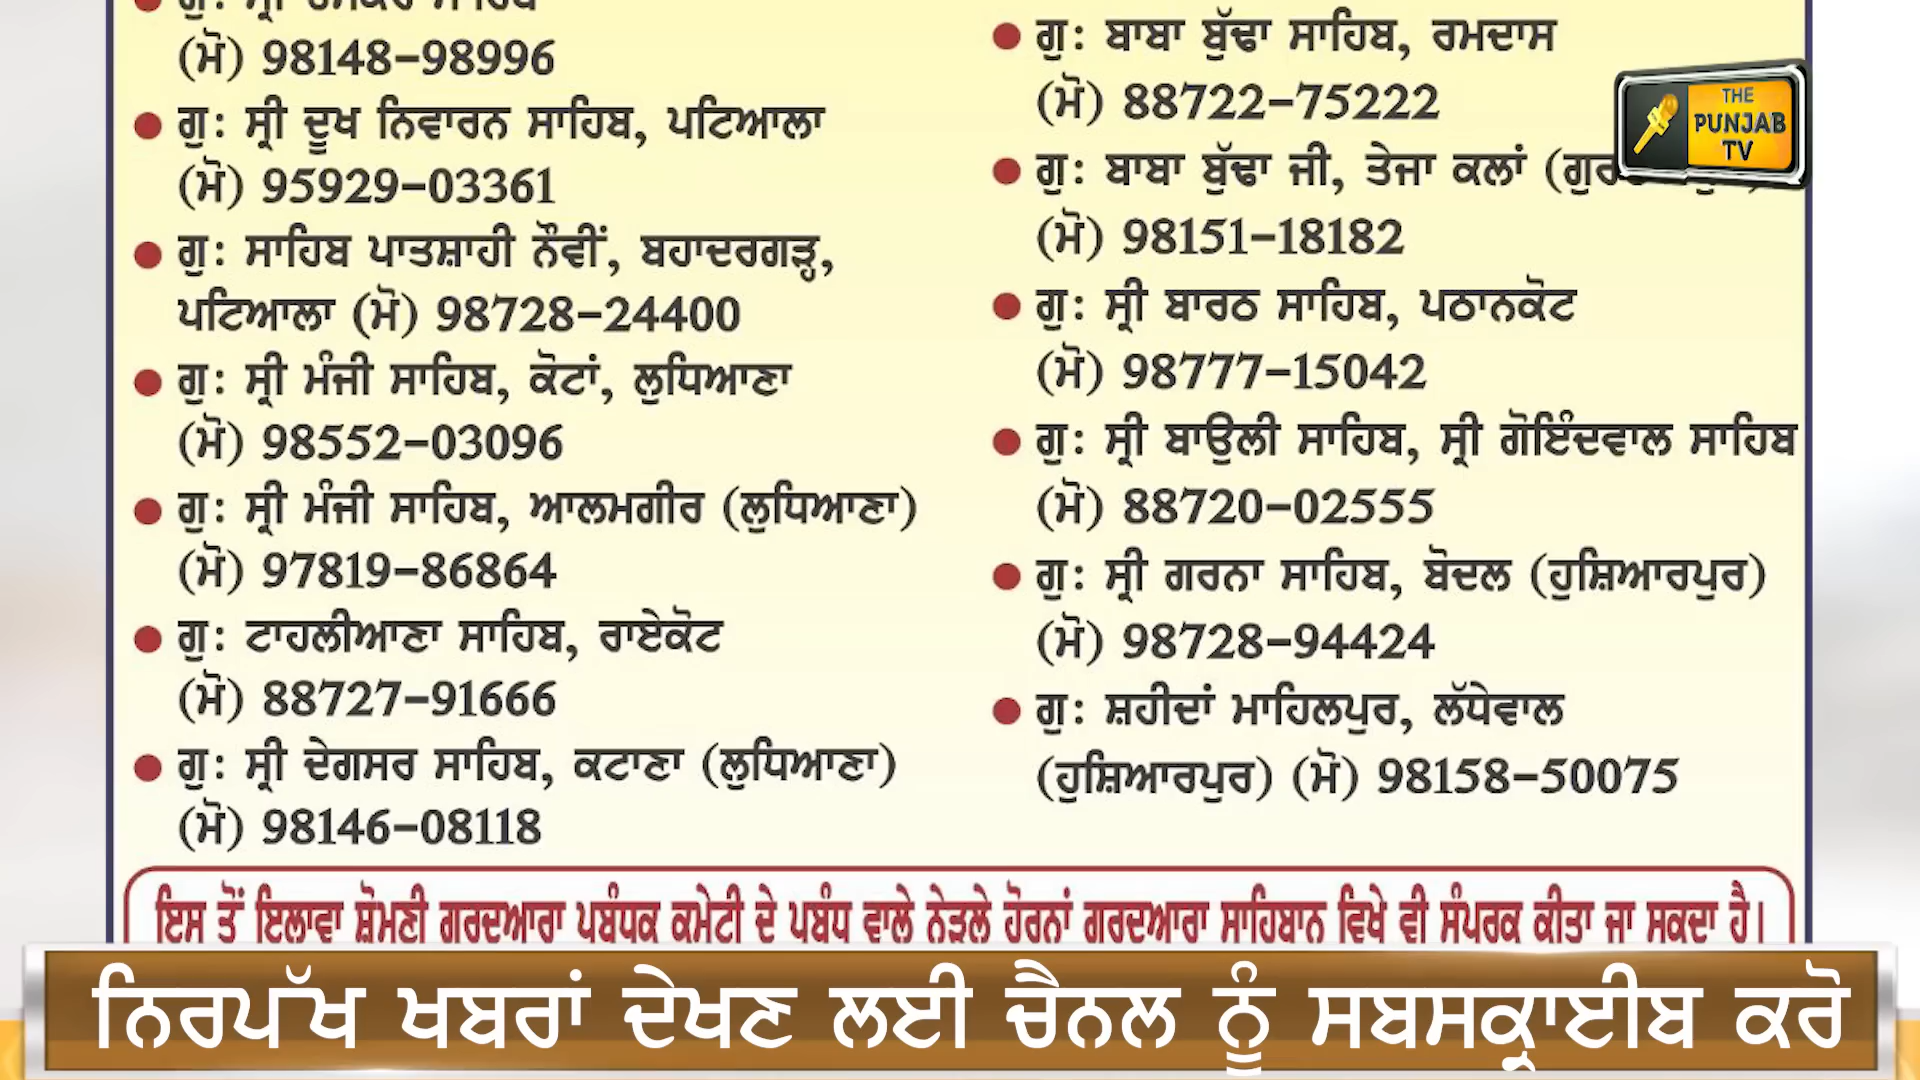 (ਮੋ) 98148-98996
ਗੁ: ਸ੍ਰੀ ਦੂਖ ਨਿਵਾਰਨ ਸਾਹਿਬ, ਪਟਿਆਲਾ
(ਮੋ) 95929-03361
ਗੁ: ਸਾਹਿਬ ਪਾਤਸ਼ਾਹੀ ਨੌਵੀਂ, ਬਹਾਦਰਗੜ੍ਹ,
ਪਟਿਆਲਾ (ਮੋ) 98728-24400
ਗੁ: ਸ੍ਰੀ ਮੰਜੀ ਸਾਹਿਬ, ਕੋਟਾਂ, ਲੁਧਿਆਣਾ
(ਮੋ) 98552-03096
ਗੁ: ਸ੍ਰੀ ਮੰਜੀ ਸਾਹਿਬ, ਆਲਮਗੀਰ (ਲੁਧਿਆਣਾ)
(ਮੋ) 97819-86864
ਗੁ: ਟਾਹਲੀਆਣਾ ਸਾਹਿਬ, ਰਾਏਕੋਟ
(ਮੋ) 88727-91666
ਗੁ: ਸ੍ਰੀ ਦੇਗਸਰ ਸਾਹਿਬ, ਕਟਾਣਾ (ਲੁਧਿਆਣਾ)
(ਮੋ) 98146-08118
ਗੁ: ਬਾਬਾ ਬੁੱਢਾ ਸਾਹਿਬ, ਰਮਦਾਸ
(ਮੋ) 88722-75222
ਗੁ: ਬਾਬਾ ਬੁੱਢਾ ਜੀ, ਤੇਜਾ ਕਲਾਂ
(ਮੋ) 98151-18182
ਗੁ: ਸ੍ਰੀ ਬਾਰਠ ਸਾਹਿਬ, ਪਠਾਨਕੋਟ
(ਮੋ) 98777-15042
ਗੁ: ਸ੍ਰੀ ਬਾਉਲੀ ਸਾਹਿਬ, ਸ੍ਰੀ ਗੋਇੰਦਵਾਲ ਸਾਹਿਬ
(ਮੋ) 88720-02555
ਗੁ: ਸ੍ਰੀ ਗਰਨਾ ਸਾਹਿਬ, ਬੋਦਲ (ਹੁਸ਼ਿਆਰਪੁਰ)
(ਮੋ) 98728-94424
ਗੁ: ਸ਼ਹੀਦਾਂ ਮਾਹਿਲਪੁਰ, ਲੱਧੇਵਾਲ
(ਹੁਸ਼ਿਆਰਪੁਰ) (ਮੋ) 98158-50075
THE
PUNJAB
TV
ਇਸ ਤੋਂ ਇਲਾਵਾ ਸ਼ੋਮਣੀ ਗੁਰਦੁਆਰਾ ਪ੍ਰਬੰਧਕ ਕਮੇਟੀ ਦੇ ਪ੍ਰਬੰਧ ਵਾਲੇ ਨੇੜਲੇ ਹੋਰਨਾਂ ਗੁਰਦੁਆਰਾ ਸਾਹਿਬਾਨ ਵਿਖੇ ਵੀ ਸੰਪਰਕ ਕੀਤਾ ਜਾ ਸਕਦਾ ਹੈ।
ਨਿਰਪੱਖ ਖਬਰਾਂ ਦੇਖਣ ਲਈ ਚੈਨਲ ਨੂੰ ਸਬਸਕ੍ਰਾਈਬ ਕਰੋ